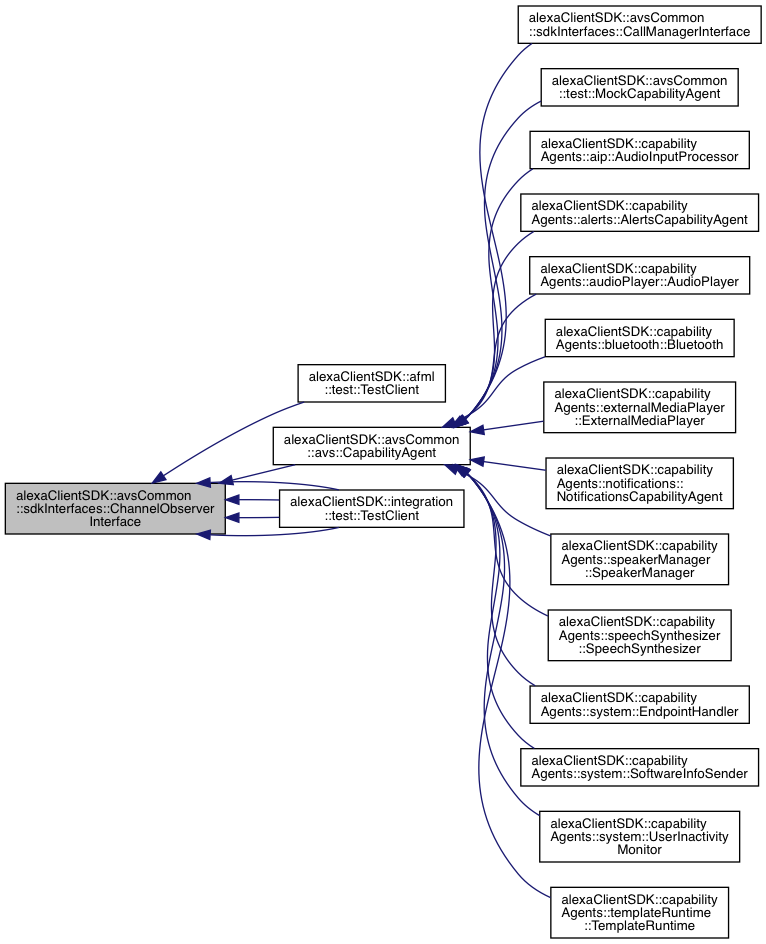 alexaClientSDK::avsCommon
::sdkInterfaces::CallManagerInterface
alexaClientSDK::avsCommon
::test::MockCapabilityAgent
alexaClientSDK::capability
Agents::aip::AudioInputProcessor
alexaClientSDK::capability
Agents::alerts::AlertsCapabilityAgent
alexaClientSDK::capability
Agents::audioPlayer::AudioPlayer
alexaClientSDK::capability
Agents::bluetooth::Bluetooth
alexaClientSDK::afml
::test::TestClient
alexaClientSDK::capability
Agents::externalMediaPlayer
::ExternalMediaPlayer
alexaClientSDK::avsCommon
::avs::CapabilityAgent
alexaClientSDK::capability
Agents::notifications::
NotificationsCapabilityAgent
alexaClientSDK::avsCommon
::sdkInterfaces::ChannelObserver
Interface
alexaClientSDK::integration
::test::TestClient
alexaClientSDK::capability
Agents::speakerManager
::SpeakerManager
alexaClientSDK::capability
Agents::speechSynthesizer
::SpeechSynthesizer
alexaClientSDK::capability
Agents::system::EndpointHandler
alexaClientSDK::capability
Agents::system::SoftwareInfoSender
alexaClientSDK::capability
Agents::system::UserInactivity
Monitor
alexaClientSDK::capability
Agents::templateRuntime
::TemplateRuntime